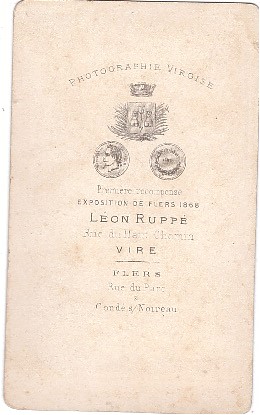 PHOTOGRAPHIE VIROISE
Première récompense
EXPOSITION DE FLERS 1868
LÉON RUPPÉ
Rue du Haut Chemin
VIRE
FLERS
Rue du Parc
&
Condé s/ Noireau